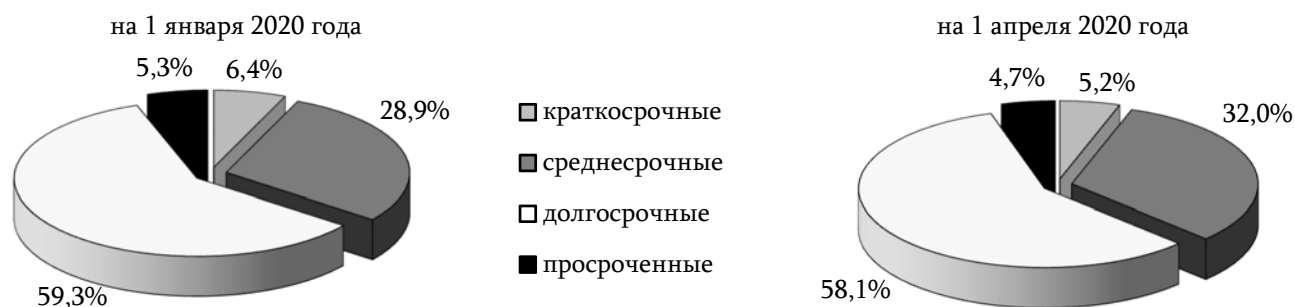 на 1 января 2020 года
5,3%
6,4%
28,9%
59,3%
краткосрочные
среднесрочные
долгосрочные
просроченные
на 1 апреля 2020 года
4,7%
5,2%
32,0%
58,1%